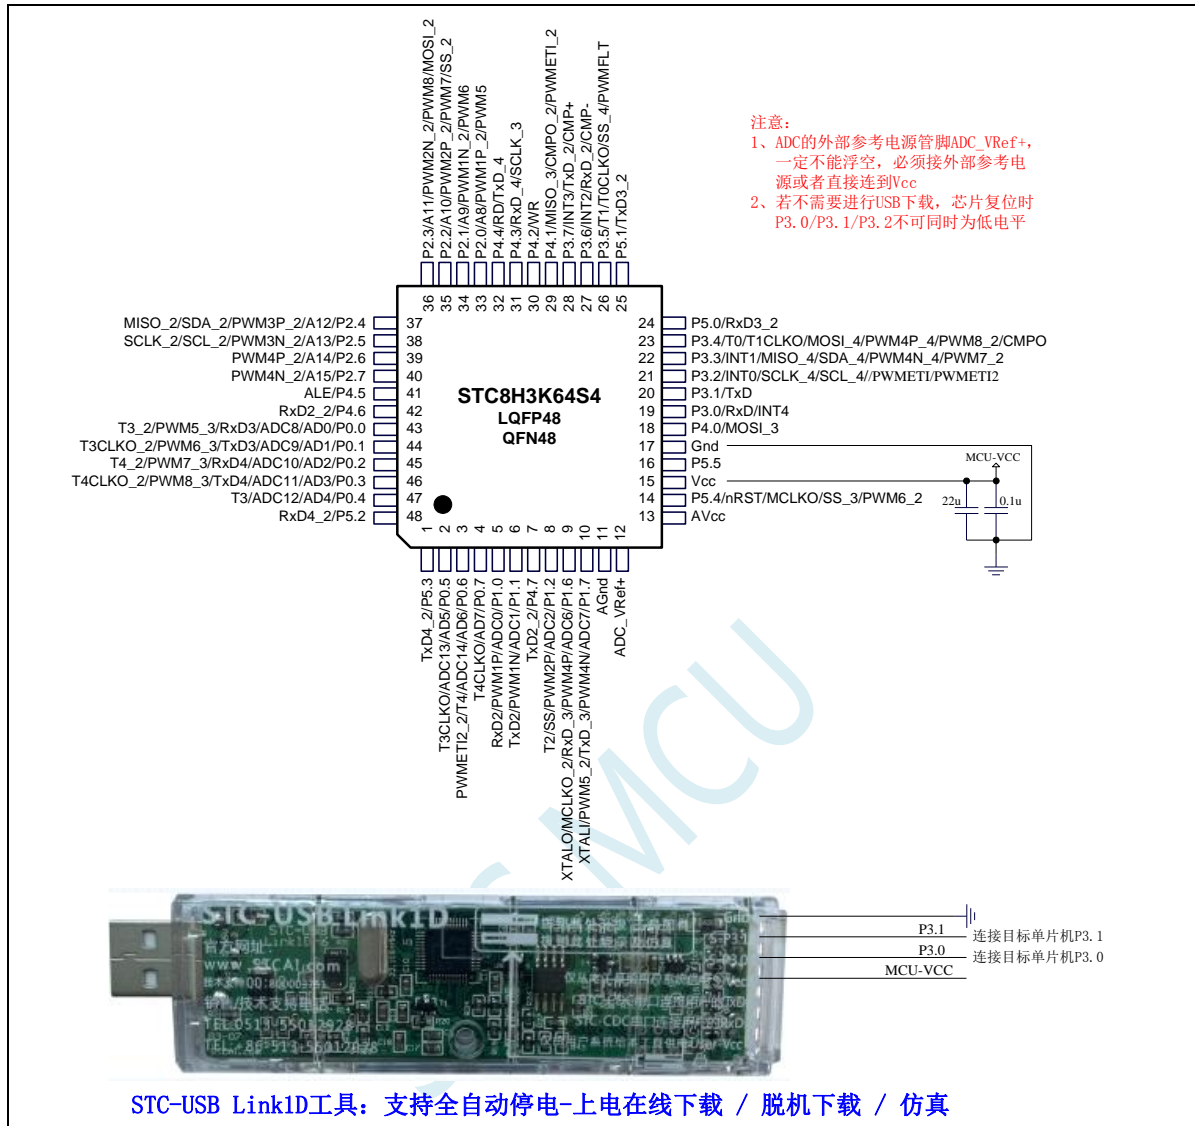 P2.3/A11/PWM2N_2/PWM8/MOSI_2
P2.2/A10/PWM2P_2/PWM7/SS_2
P2.1/A9/PWM1N_2/PWM6
P2.0/A8/PWM1P_2/PWM5
P4.4/RD/TxD_4
P4.3/RxD_4/SCLK_3
P4.2/WR
P4.1/MISO_3/CMPO_2/PWMETI_2
P3.7/INT3/TxD_2/CMP+
P3.6/INT2/RxD_2/CMP-
P3.5/T1/T0CLKO/SS_4/PWMFLT
P5.1/TxD3_2
注意:
1、ADC的外部参考电源管脚ADC_VRef+,
一定不能浮空，必须接外部参考电
源或者直接连到Vcc
2、若不需要进行USB下载，芯片复位时
P3.0/P3.1/P3.2不可同时为低电平
36 35 34 33 32 31 30 29 28 27 26 25
MISO_2/SDA_2/PWM3P_2/A12/P2.4 37
SCLK_2/SCL_2/PWM3N_2/A13/P2.5 38
PWM4P_2/A14/P2.6 39
PWM4N_2/A15/P2.7 40
ALE/P4.5 41
RxD2_2/P4.6 42
T3_2/PWM5_3/RxD3/ADC8/AD0/P0.0 43
T3CLKO_2/PWM6_3/TxD3/ADC9/AD1/P0.1 44
T4_2/PWM7_3/RxD4/ADC10/AD2/P0.2 45
T4CLKO_2/PWM8_3/TxD4/ADC11/AD3/P0.3 46
T3/ADC12/AD4/P0.4 47
RxD4_2/P5.2 48
STC8H3K64S4
LQFP48
QFN48
24 P5.0/RxD3_2
23 P3.4/T0/T1CLKO/MOSI_4/PWM4P_4/PWM8_2/CMPO
22 P3.3/INT1/MISO_4/SDA_4/PWM4N_4/PWM7_2
21 P3.2/INT0/SCLK_4/SCL_4//PWMETI/PWMETI2
20 P3.1/TxD
19 P3.0/RxD/INT4
18 P4.0/MOSI_3
17 Gnd
16 P5.5
15 Vcc
14 P5.4/nRST/MCLKO/SS_3/PWM6_2
13 AVcc
MCU-VCC
22u
0.1u
1 2 3 4 5 6 7 8 9 10 11 12
TxD4_2/P5.3
T3CLKO/ADC13/AD5/P0.5
PWMETI2_2/T4/ADC14/AD6/P0.6
T4CLKO/AD7/P0.7
RxD2/PWM1P/ADC0/P1.0
TxD2/PWM1N/ADC1/P1.1
TxD2_2/P4.7
T2/SS/PWM2P/ADC2/P1.2
XTALO/MCLKO_2/RxD_3/PWM4P/ADC6/P1.6
XTALI/PWM5_2/TxD_3/PWM4N/ADC7/P1.7
AGnd
ADC_VRef+
MCU
STC-USB Link1D
官方网址:
www.STCAI.com
Gnd
P3.1 连接目标单片机P3.1
P3.0 连接目标单片机P3.0
MCU-VCC
STC-USB Link1D工具: 支持全自动停电-上电在线下载 / 脱机下载 / 仿真